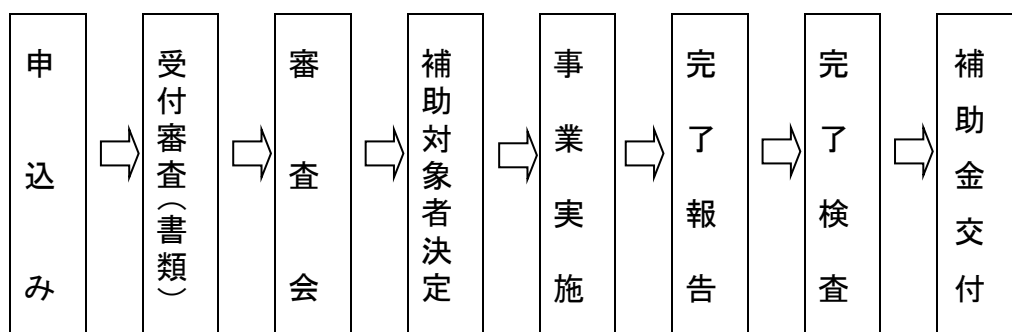 申込み
受付審査(書類)
審査会
補助対象者決定
事業実施
完了報告
完了検査
補助金交付